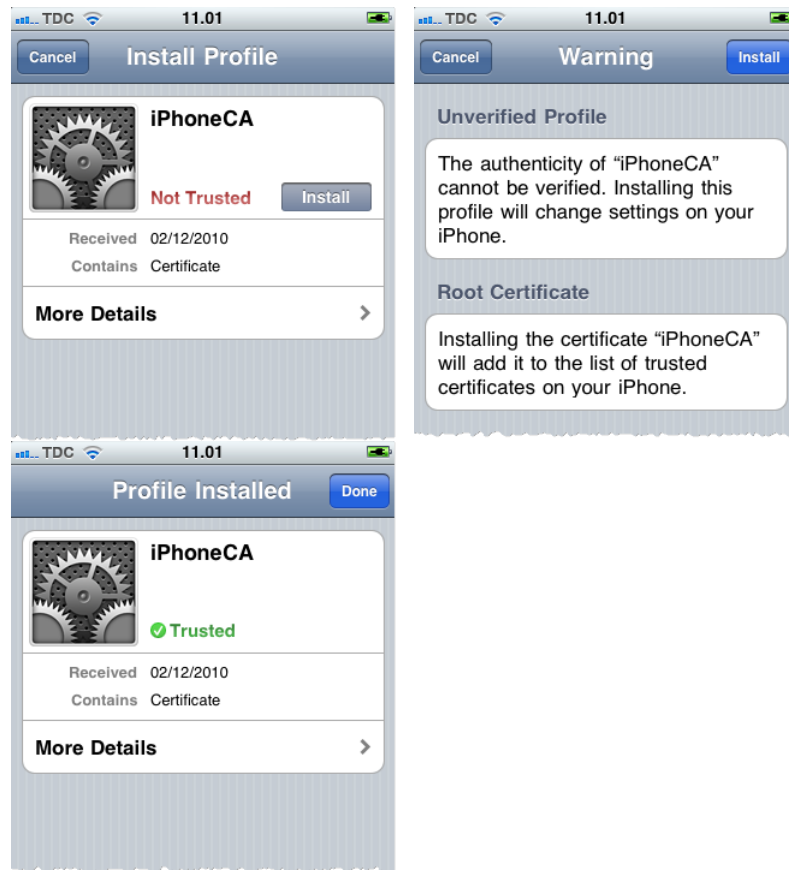 TDC 11.01
Cancel Install Profile
iPhoneCA
Not Trusted Install
Received 02/12/2010
Contains Certificate
More Details
TDC 11.01
Cancel Warning Install
Unverified Profile
The authenticity of “iPhoneCA”
cannot be verified. Installing this
profile will change settings on your
iPhone.
Root Certificate
Installing the certificate “iPhoneCA”
will add it to the list of trusted
certificates on your iPhone.
TDC 11.01
Profile Installed Done
iPhoneCA
Trusted
Received 02/12/2010
Contains Certificate
More Details